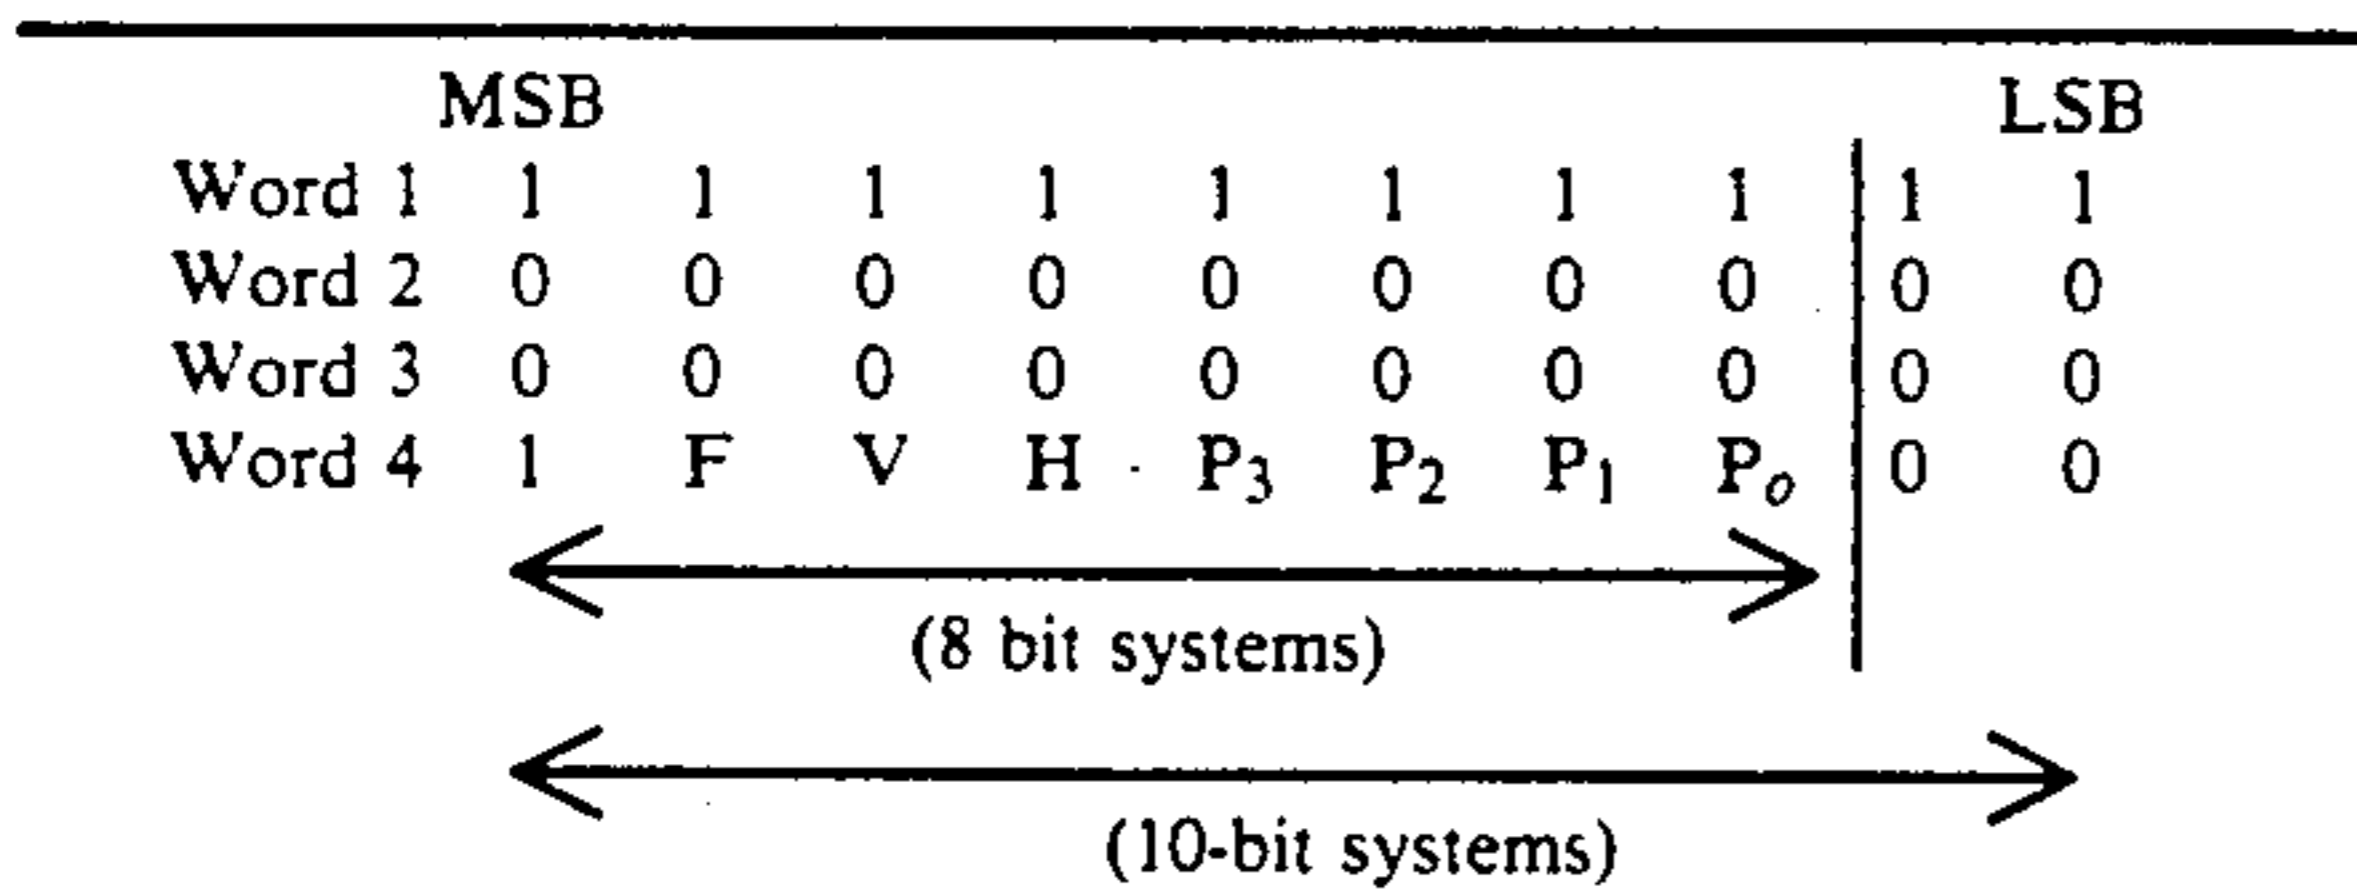 MSB LSB
Word 1 1 1 1 1 1 1 1 1 1 1
Word 2 0 0 0 0 0 0 0 0 0 0
Word 3 0 0 0 0 0 0 0 0 0 0
Word 4 1 F V H P3 P2 P1 Po 0 0
(8 bit systems)
(10-bit systems)